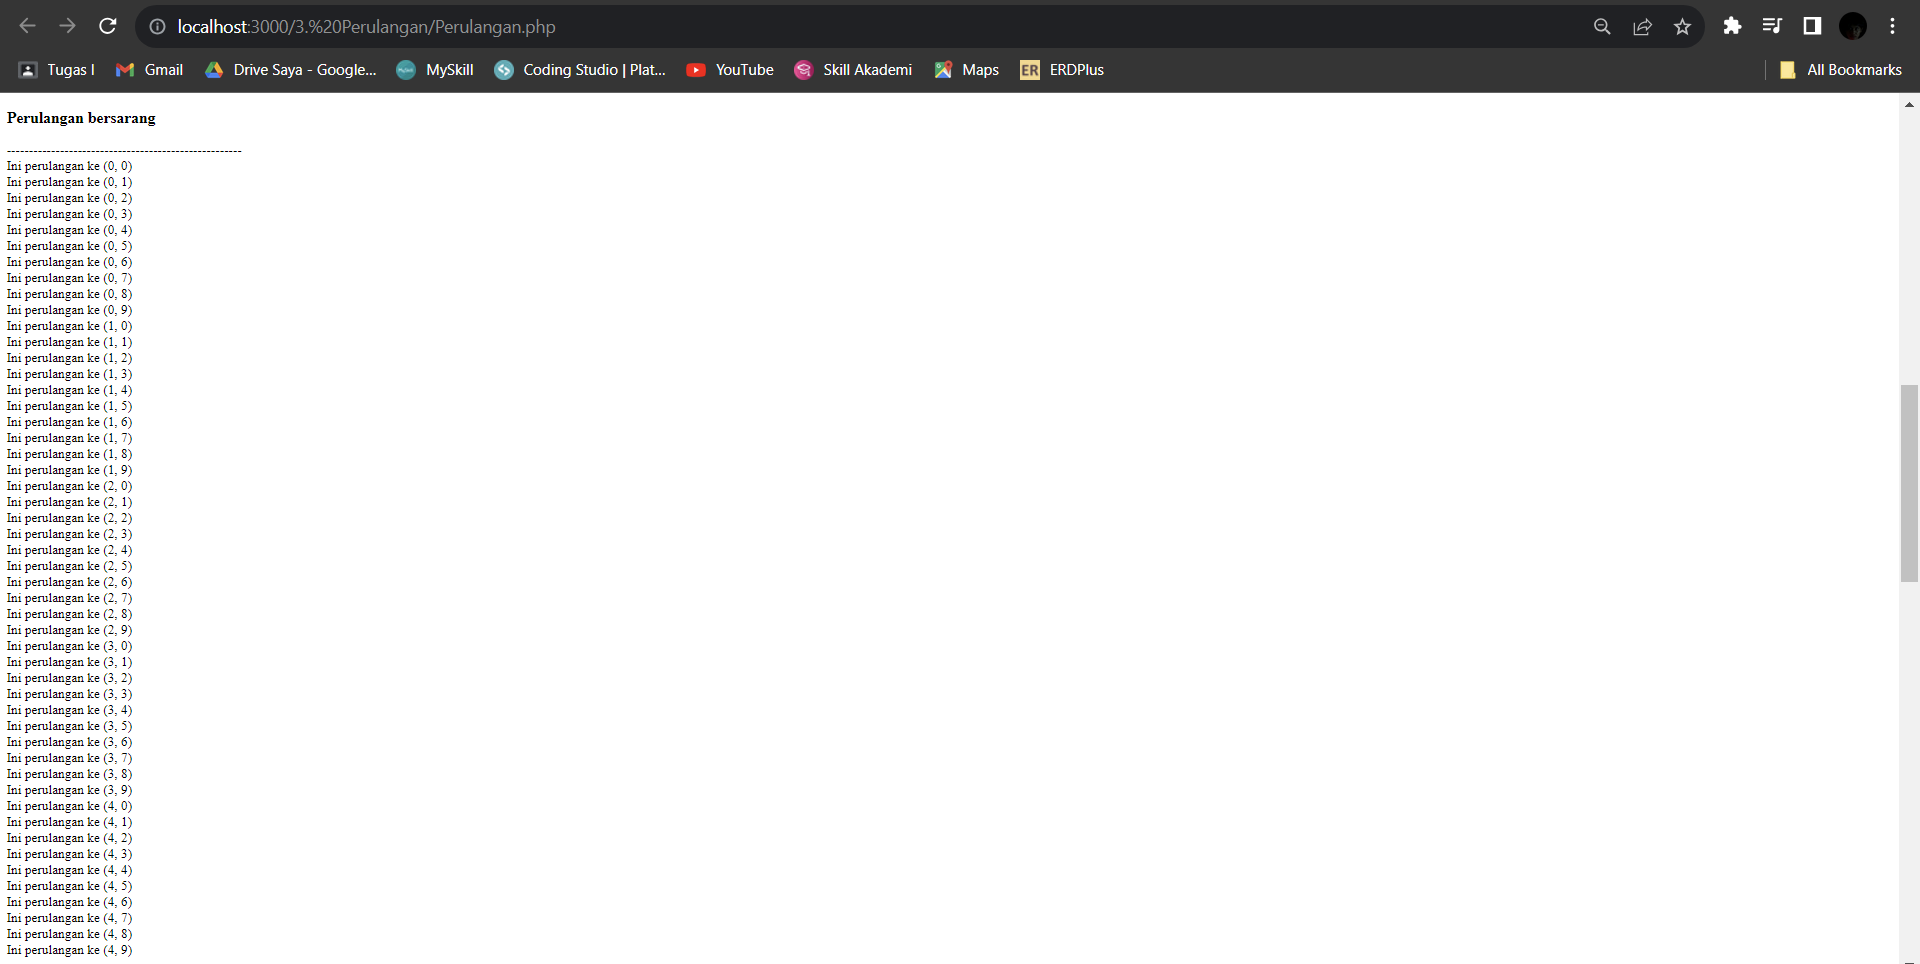 localhost:3000/3.%20Perulangan/Perulangan.php
Tugas I Gmail Drive Saya - Google... MySkill Coding Studio | Plat... YouTube Skill Akademi Maps ER ERDPlus All Bookmarks
Perulangan bersarang
-----------------------------------------------------
Ini perulangan ke (0, 0)
Ini perulangan ke (0, 1)
Ini perulangan ke (0, 2)
Ini perulangan ke (0, 3)
Ini perulangan ke (0, 4)
Ini perulangan ke (0, 5)
Ini perulangan ke (0, 6)
Ini perulangan ke (0, 7)
Ini perulangan ke (0, 8)
Ini perulangan ke (0, 9)
Ini perulangan ke (1, 0)
Ini perulangan ke (1, 1)
Ini perulangan ke (1, 2)
Ini perulangan ke (1, 3)
Ini perulangan ke (1, 4)
Ini perulangan ke (1, 5)
Ini perulangan ke (1, 6)
Ini perulangan ke (1, 7)
Ini perulangan ke (1, 8)
Ini perulangan ke (1, 9)
Ini perulangan ke (2, 0)
Ini perulangan ke (2, 1)
Ini perulangan ke (2, 2)
Ini perulangan ke (2, 3)
Ini perulangan ke (2, 4)
Ini perulangan ke (2, 5)
Ini perulangan ke (2, 6)
Ini perulangan ke (2, 7)
Ini perulangan ke (2, 8)
Ini perulangan ke (2, 9)
Ini perulangan ke (3, 0)
Ini perulangan ke (3, 1)
Ini perulangan ke (3, 2)
Ini perulangan ke (3, 3)
Ini perulangan ke (3, 4)
Ini perulangan ke (3, 5)
Ini perulangan ke (3, 6)
Ini perulangan ke (3, 7)
Ini perulangan ke (3, 8)
Ini perulangan ke (3, 9)
Ini perulangan ke (4, 0)
Ini perulangan ke (4, 1)
Ini perulangan ke (4, 2)
Ini perulangan ke (4, 3)
Ini perulangan ke (4, 4)
Ini perulangan ke (4, 5)
Ini perulangan ke (4, 6)
Ini perulangan ke (4, 7)
Ini perulangan ke (4, 8)
Ini perulangan ke (4, 9)